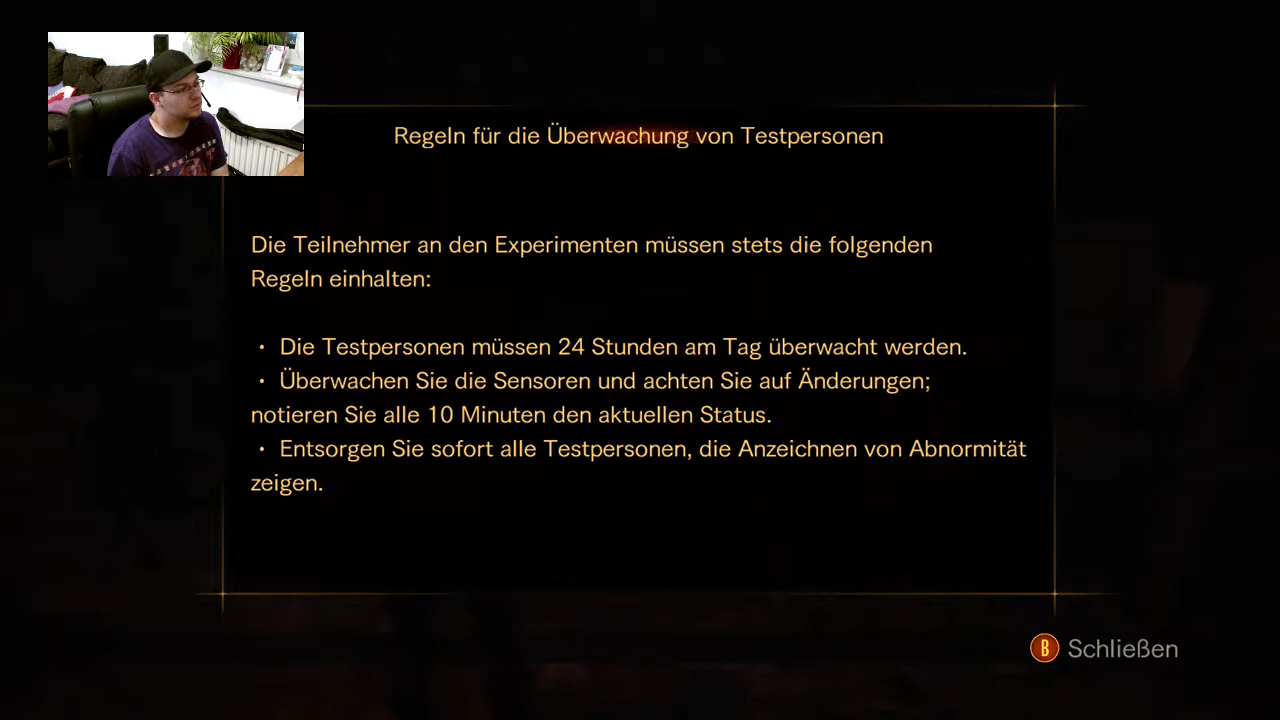 Regeln für die Überwachung von Testpersonen
Die Teilnehmer an den Experimenten müssen stets die folgenden
Regeln einhalten:
・ Die Testpersonen müssen 24 Stunden am Tag überwacht werden.
・ Überwachen Sie die Sensoren und achten Sie auf Änderungen;
notieren Sie alle 10 Minuten den aktuellen Status.
・ Entsorgen Sie sofort alle Testpersonen, die Anzeichnen von Abnormität
zeigen.
B Schließen